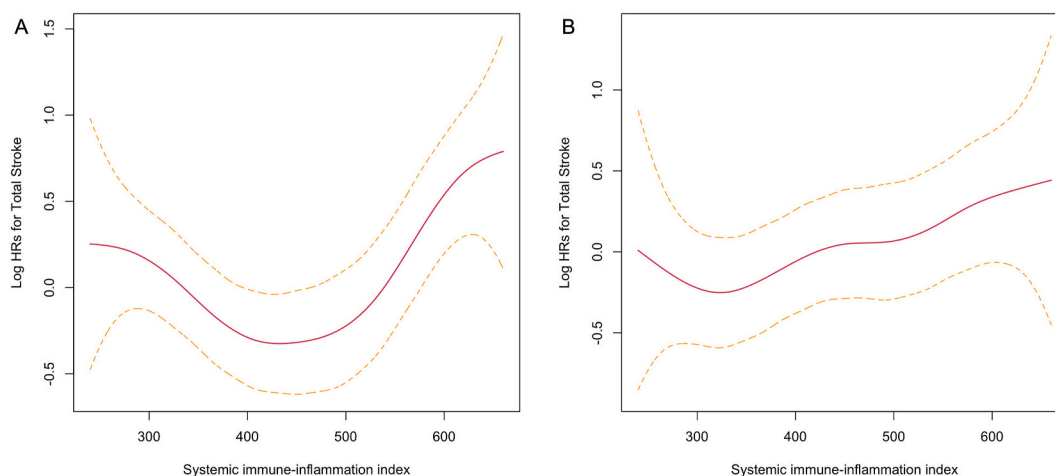 A
Log HRs for Total Stroke
1.5
1.0
0.5
0.0
-0.5
300 400 500 600
Systemic immune-inflammation index
B
Log HRs for Total Stroke
1.0
0.5
0.0
-0.5
300 400 500 600
Systemic immune-inflammation index